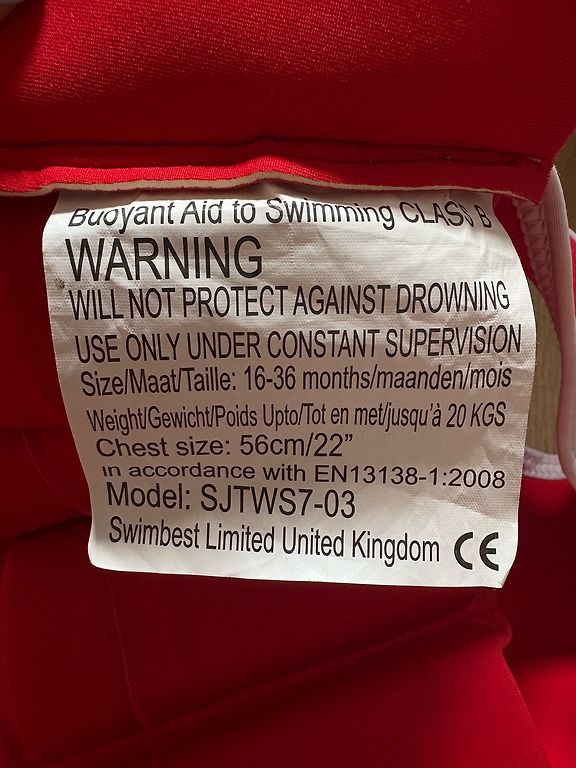 Buoyant Aid to Swimming CLASS B
WARNING
WILL NOT PROTECT AGAINST DROWNING
USE ONLY UNDER CONSTANT SUPERVISION
Size/Maat/Taille: 16-36 months/maanden/mois
Weight/Gewicht/Poids Upto/Tot en met/jusqu'à 20 KGS
Chest size: 56cm/22"
in accordance with EN13138-1:2008
Model: SJTWS7-03
Swimbest Limited United Kingdom CE